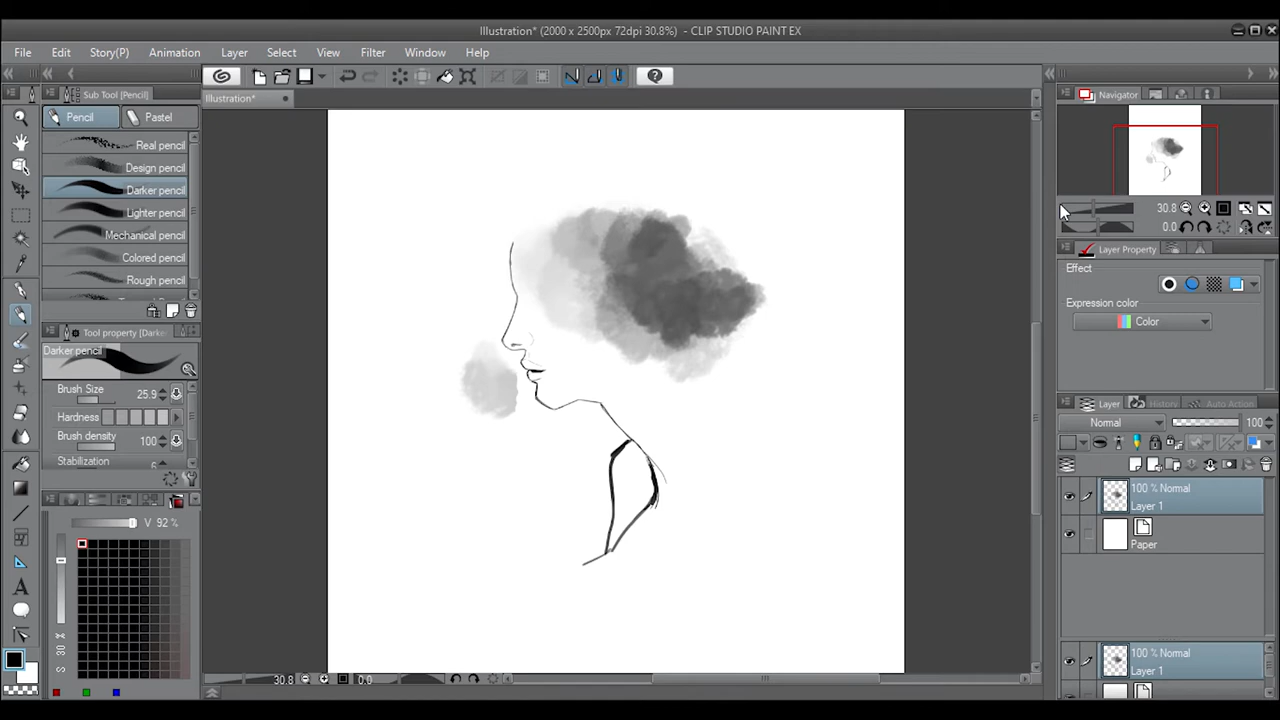 Illustration* (2000 x 2500px 72dpi 30.8%) - CLIP STUDIO PAINT EX
File Edit Story(P) Animation Layer Select View Filter Window Help
Sub Tool [Pencil]
Illustration*
Navigator
Pencil Pastel
Real pencil
Design pencil
Darker pencil
Lighter pencil
Mechanical pencil
Colored pencil
Rough pencil
30.8
0.0
Layer Property
Effect
Expression color
Color
Tool property [Darker
Darker pencil
Brush Size 25.9
Hardness
Brush density 100
Stabilization 6
Layer History Auto Action
Normal 100
100 % Normal
Layer 1
Paper
V 92 %
100 % Normal
Layer 1
30.8 0.0